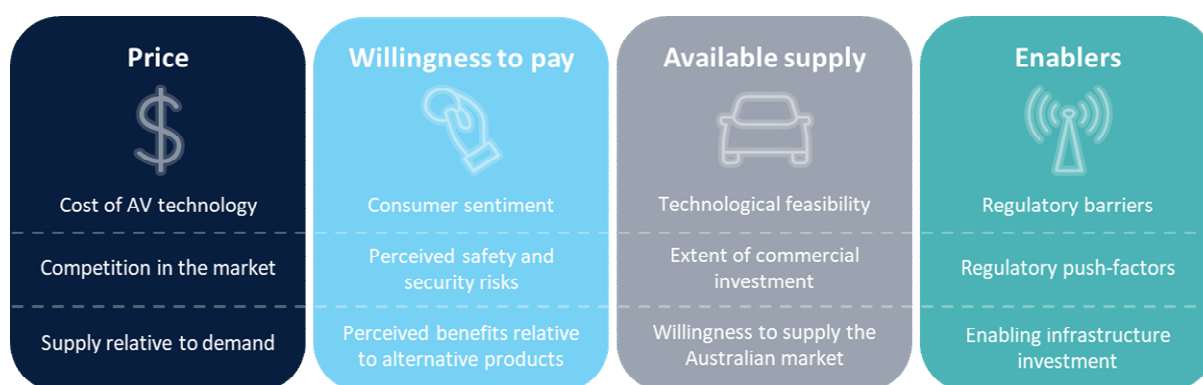 Price
Cost of AV technology
Competition in the market
Supply relative to demand
Willingness to pay
Consumer sentiment
Perceived safety and
security risks
Perceived benefits relative
to alternative products
Available supply
Technological feasibility
Extent of commercial
investment
Willingness to supply the
Australian market
Enablers
Regulatory barriers
Regulatory push-factors
Enabling infrastructure
investment